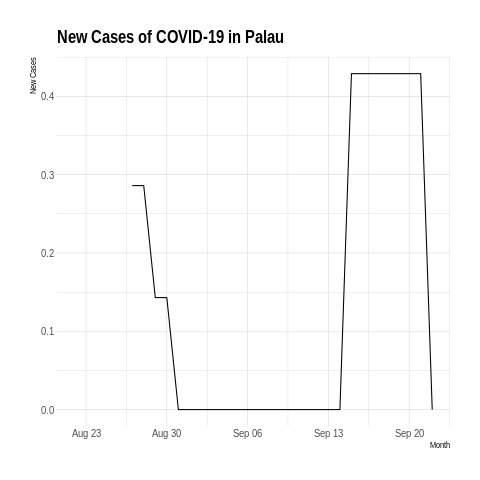 New Cases of COVID-19 in Palau
New Cases
0.4
0.3
0.2
0.1
0.0
Aug 23 Aug 30 Sep 06 Sep 13 Sep 20
Month